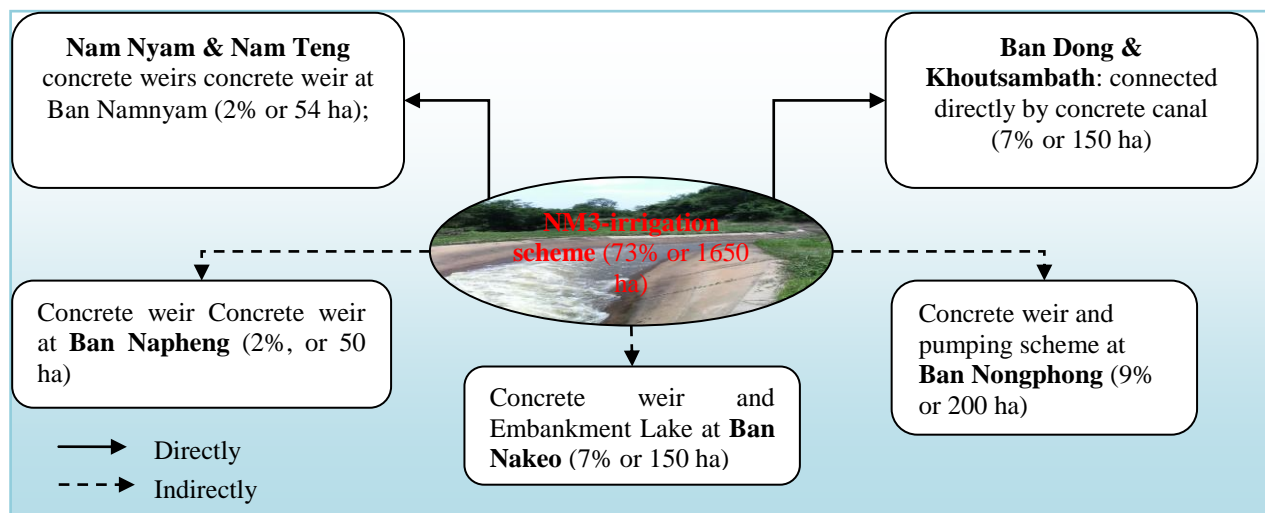 Nam Nyam & Nam Teng
concrete weirs concrete weir at
Ban Namnyam (2% or 54 ha);
Ban Dong &
Khoutsambath: connected
directly by concrete canal
(7% or 150 ha)
NM3-irrigation
scheme (73% or 1650
ha)
Concrete weir Concrete weir
at Ban Napheng (2%, or 50
ha)
Concrete weir and
Embankment Lake at Ban
Nakeo (7% or 150 ha)
Concrete weir and
pumping scheme at
Ban Nongphong (9%
or 200 ha)
Directly
Indirectly